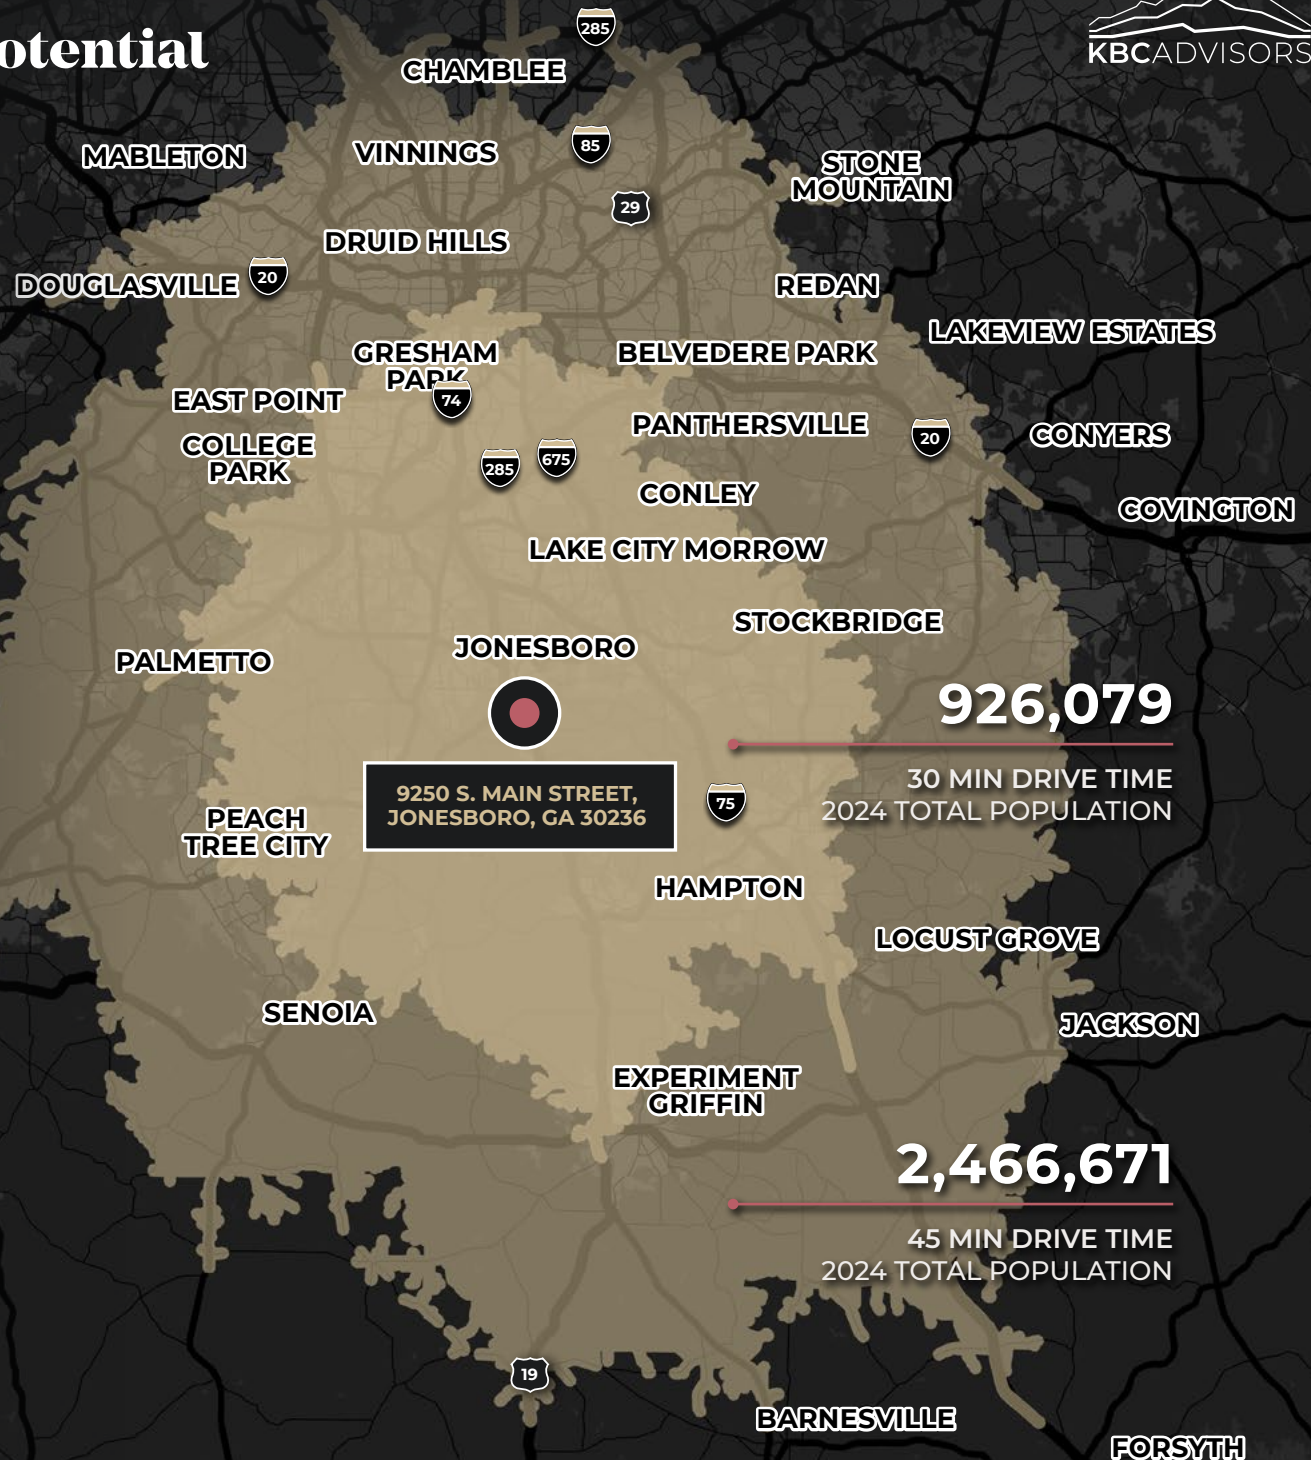 otential
KBCADVISORS
285
CHAMBLEE
85
MABLETON
VINNINGS
STONE
MOUNTAIN
29
DRUID HILLS
DOUGLASVILLE
20
REDAN
LAKEVIEW ESTATES
GRESHAM
PARK
BELVEDERE PARK
74
EAST POINT
PANTHERSVILLE
20
CONYERS
COLLEGE
PARK
285
675
CONLEY
COVINGTON
LAKE CITY MORROW
STOCKBRIDGE
JONESBORO
PALMETTO
926,079
30 MIN DRIVE TIME
2024 TOTAL POPULATION
9250 S. MAIN STREET,
JONESBORO, GA 30236
75
PEACH
TREE CITY
HAMPTON
LOCUST GROVE
SENOIA
JACKSON
EXPERIMENT
GRIFFIN
2,466,671
45 MIN DRIVE TIME
2024 TOTAL POPULATION
19
BARNESVILLE
FORSYTH